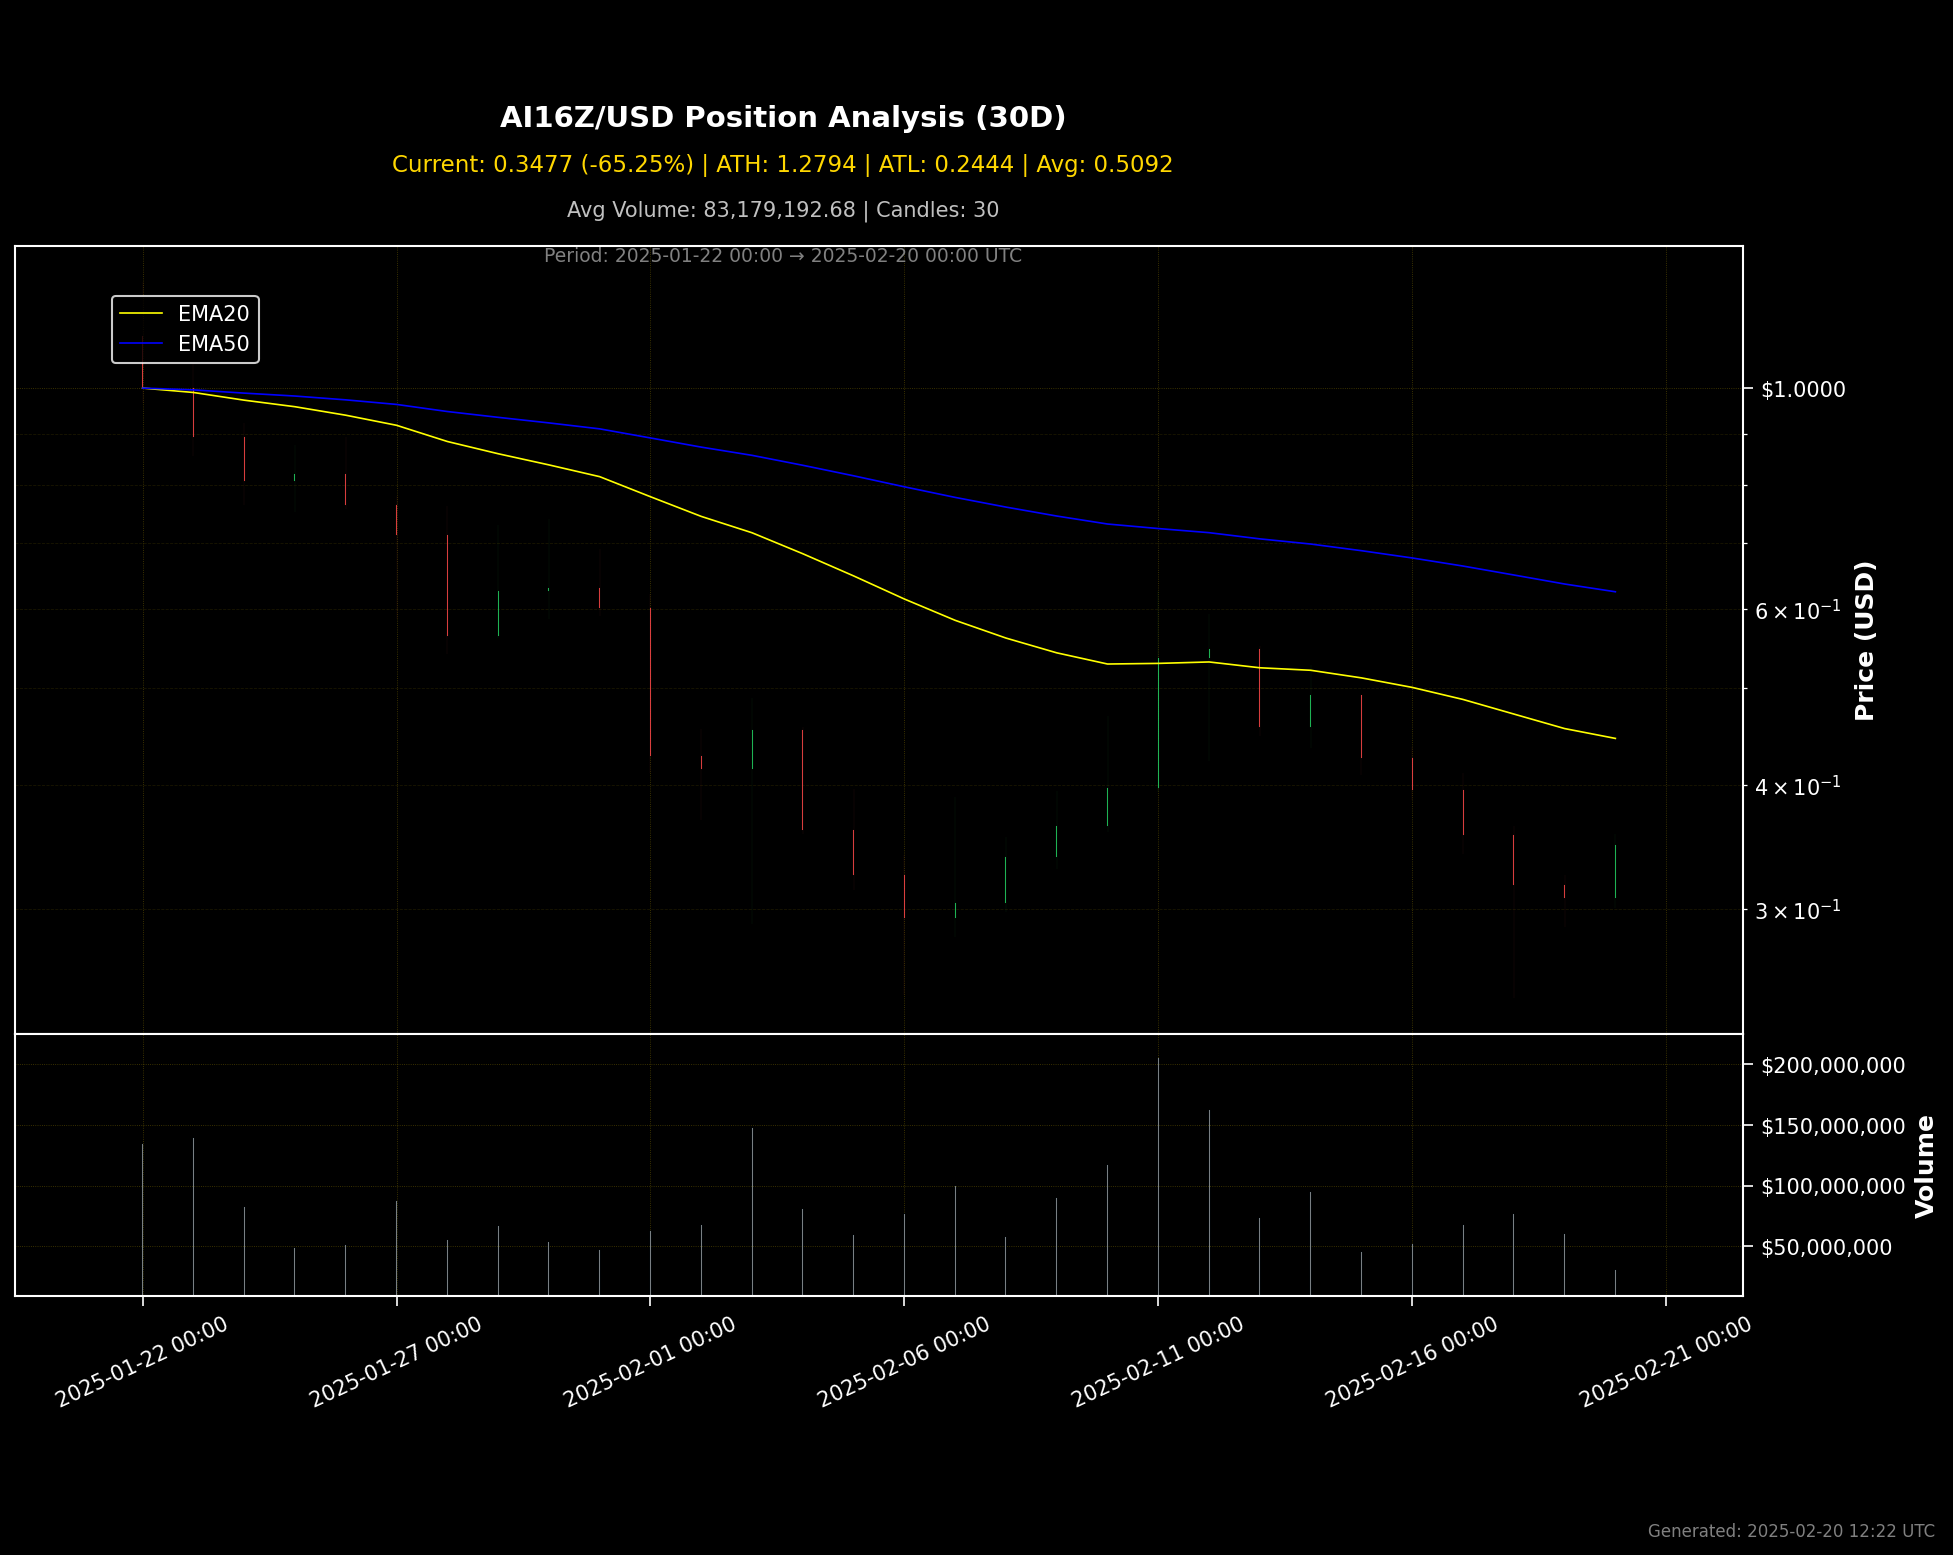 AI16Z/USD Position Analysis (30D)
Current: 0.3477 (-65.25%) | ATH: 1.2794 | ATL: 0.2444 | Avg: 0.5092
Avg Volume: 83,179,192.68 | Candles: 30
Period: 2025-01-22 00:00 → 2025-02-20 00:00 UTC
EMA20
EMA50
$1.0000
6 × 10⁻¹
4 × 10⁻¹
3 × 10⁻¹
Price (USD)
$200,000,000
$150,000,000
$100,000,000
$50,000,000
Volume
2025-01-22 00:00
2025-01-27 00:00
2025-02-01 00:00
2025-02-06 00:00
2025-02-11 00:00
2025-02-16 00:00
2025-02-21 00:00
Generated: 2025-02-20 12:22 UTC